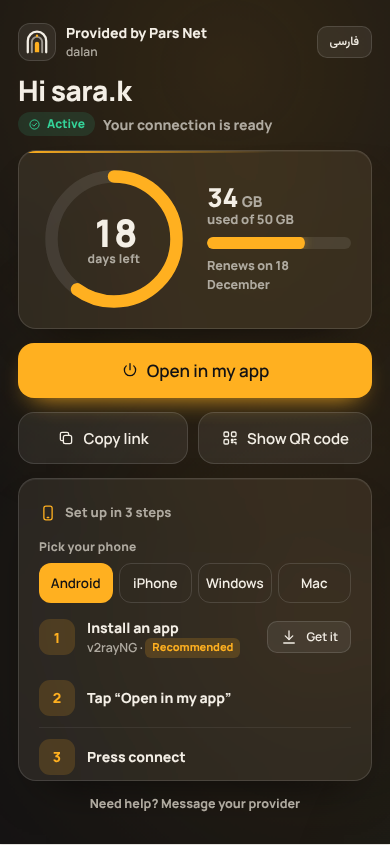 Provided by Pars Net
dalan
فارسی
Hi sara.k
Active
Your connection is ready
18
days left
34 GB
used of 50 GB
Renews on 18
December
Open in my app
Copy link
Show QR code
Set up in 3 steps
Pick your phone
Android
iPhone
Windows
Mac
1
Install an app
v2rayNG · Recommended
Get it
2
Tap “Open in my app”
3
Press connect
Need help? Message your provider